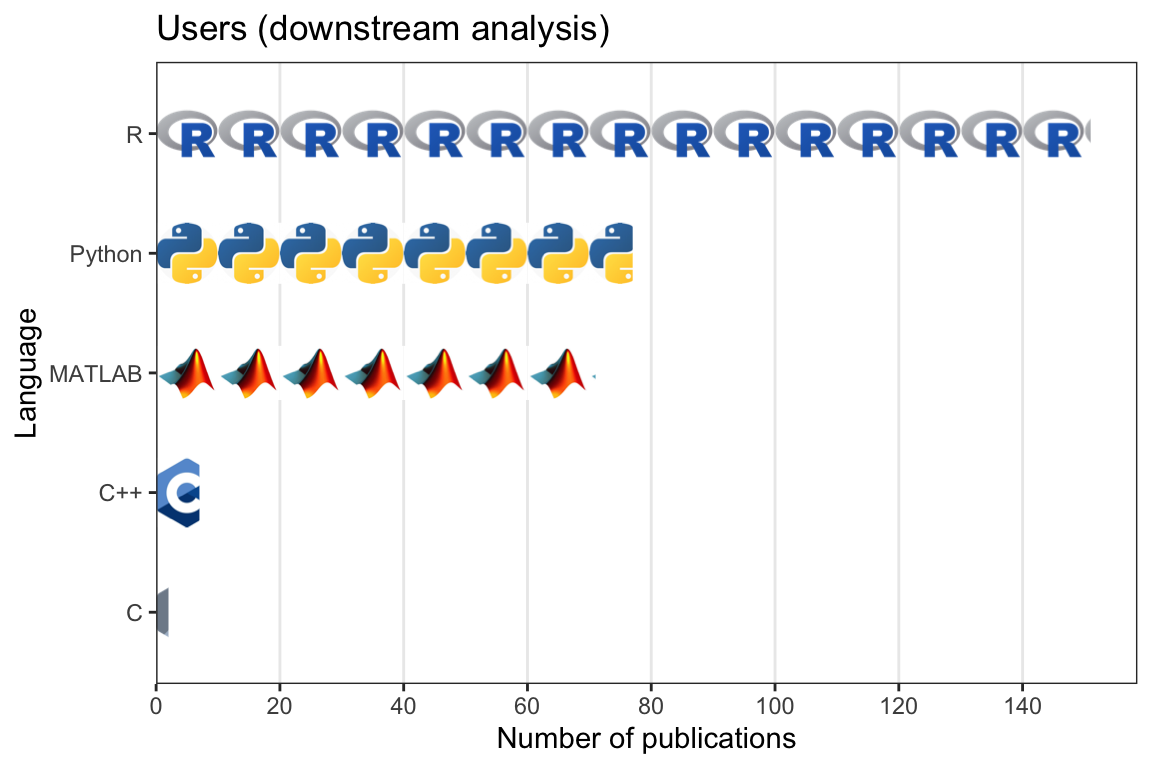 Users (downstream analysis)
Language
R
R R R R R R R R R R R R R R R
Python
MATLAB
C++
C
C
0 20 40 60 80 100 120 140
Number of publications